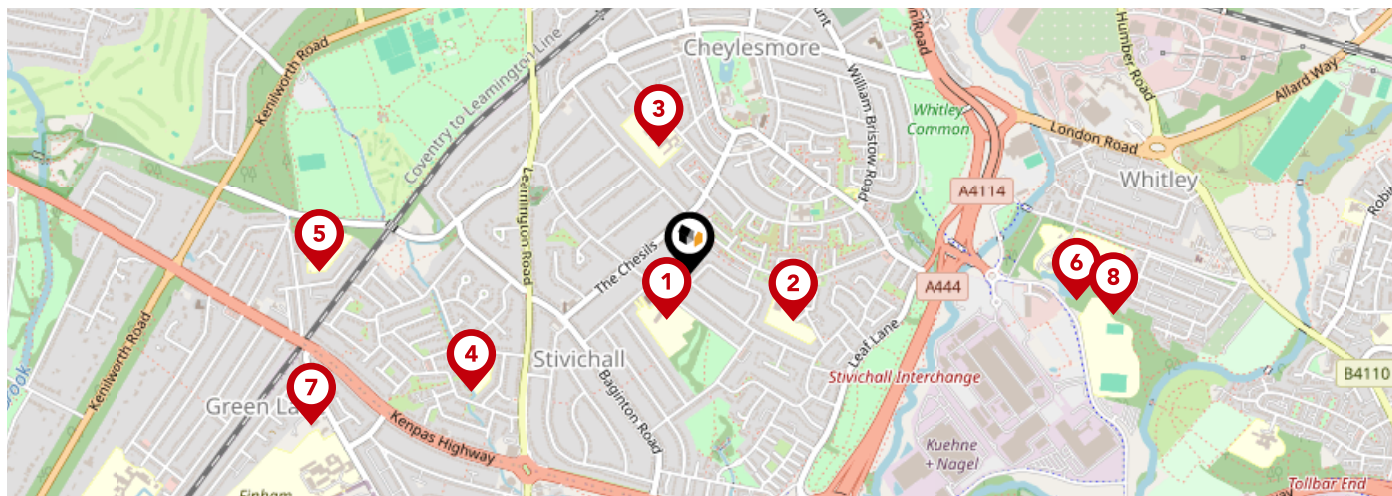 Kenilworth Road
Coventry to Leamington Line
Leamington Road
Cheylesmore
William Bristow Road
Whitley
Common
London Road
Humber Road
Allard Way
Whitley
A4114
A444
3
5
The Chesils
1
2
6
8
4
7
Stivichall
Leaf Lane
Stivichall Interchange
Baginton Road
Kenilworth Road
Green La
Kenpas Highway
Kuehne
+ Nagel
B4110
Tollbar End